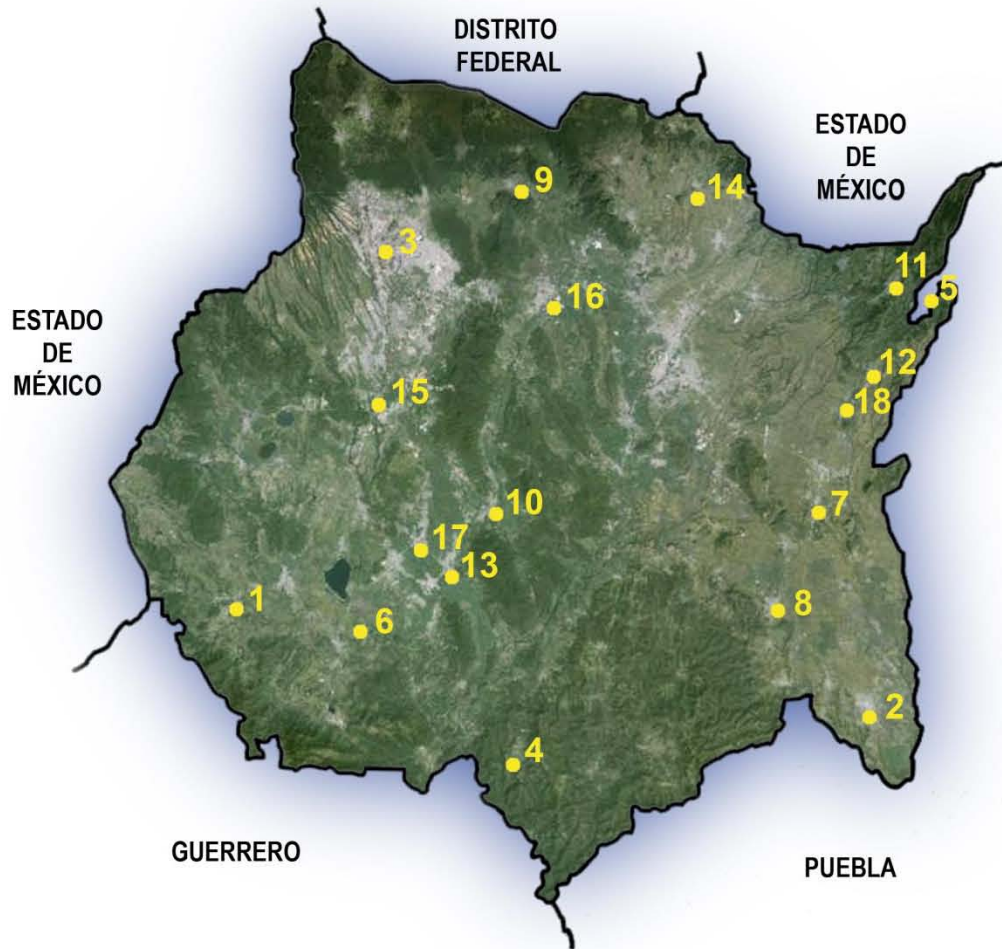 DISTRITO
FEDERAL
ESTADO
DE
MÉXICO
9
14
3
11
5
16
ESTADO
DE
MÉXICO
12
15
18
10
7
17
13
1
8
6
2
4
GUERRERO
PUEBLA